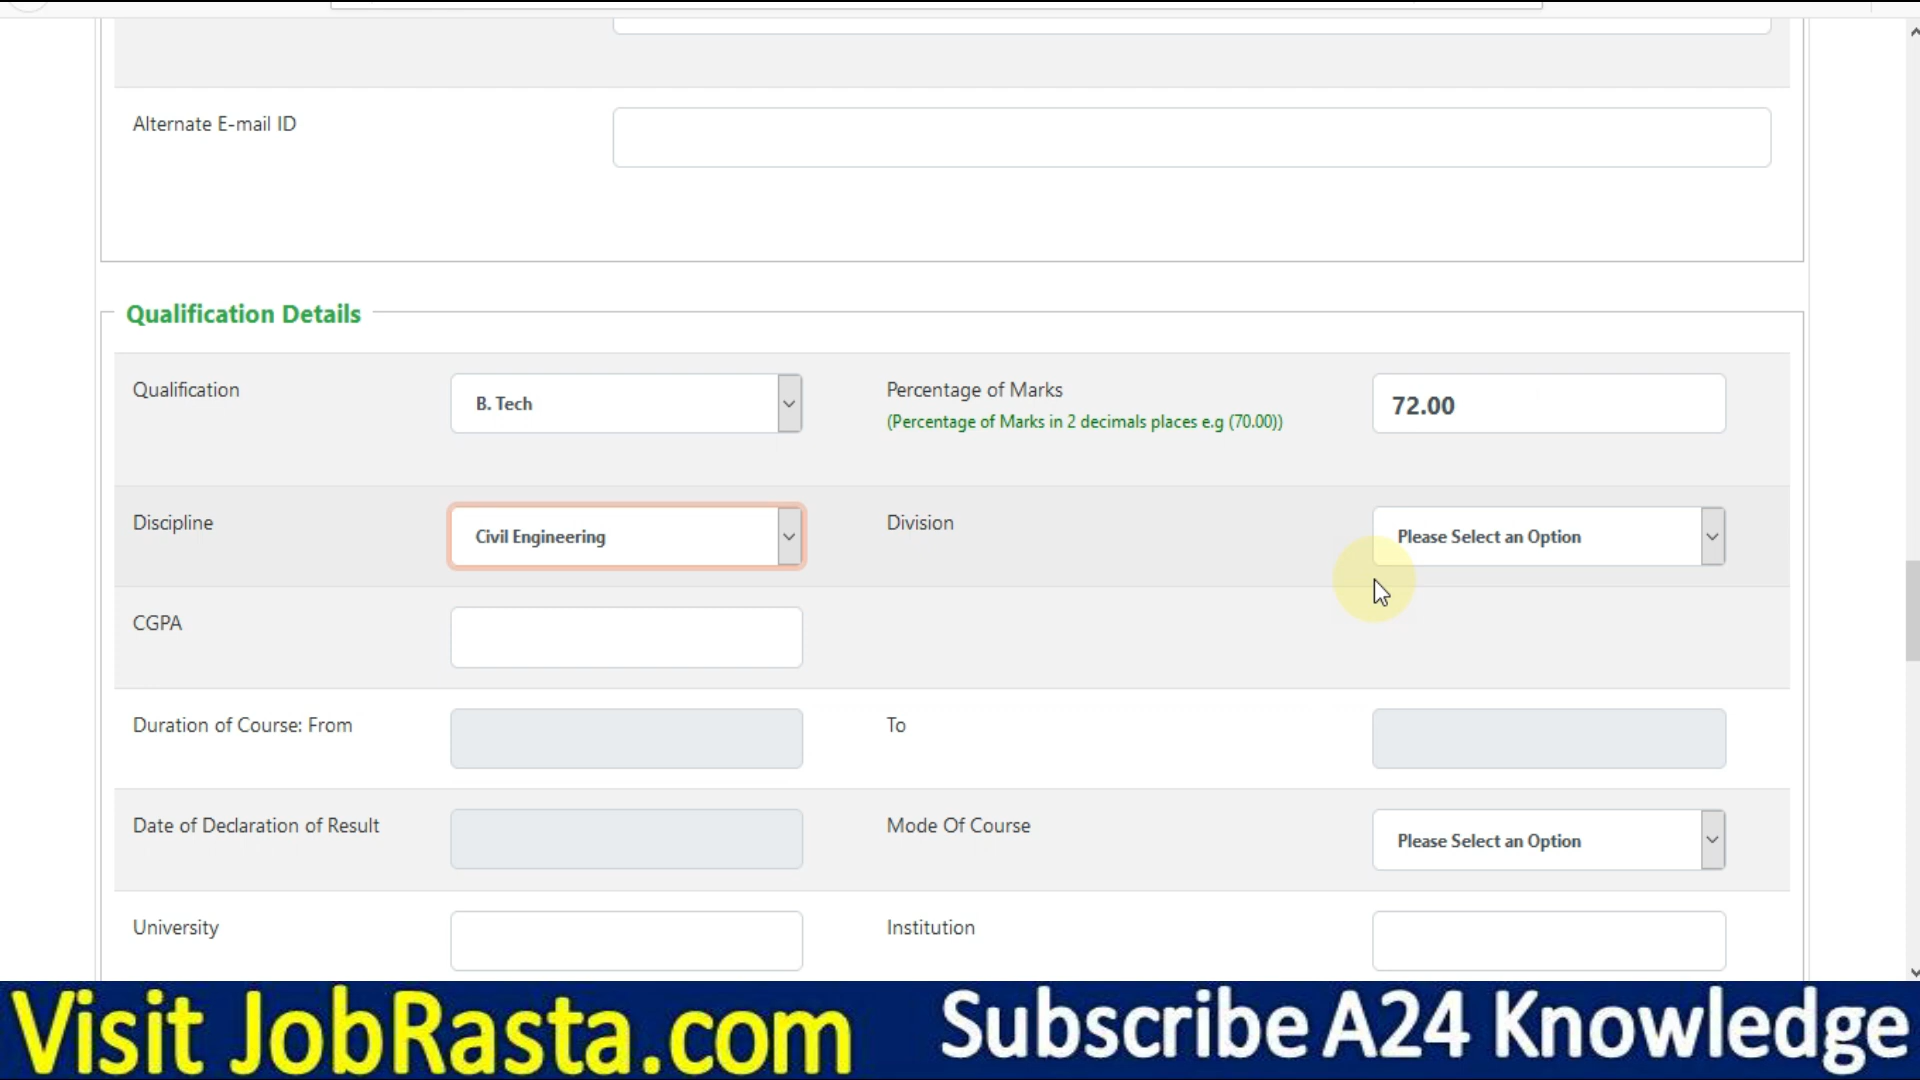 Alternate E-mail ID
Qualification Details
Qualification
B. Tech
Percentage of Marks
(Percentage of Marks in 2 decimals places e.g (70.00))
72.00
Discipline
Civil Engineering
Division
Please Select an Option
CGPA
Duration of Course: From
To
Date of Declaration of Result
Mode Of Course
Please Select an Option
University
Institution
Visit JobRasta.com
Subscribe A24 Knowledge